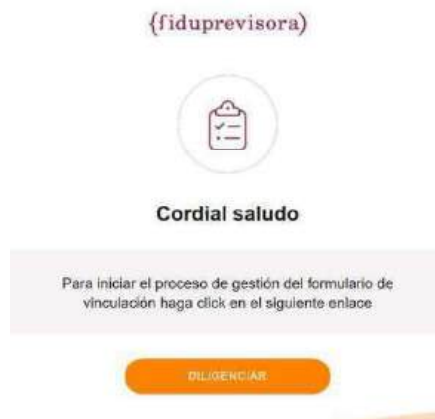 {fiduprevisora)
Cordial saludo
Para iniciar el proceso de gestión del formulario de
vinculación haga click en el siguiente enlace
DILIGENCIAR